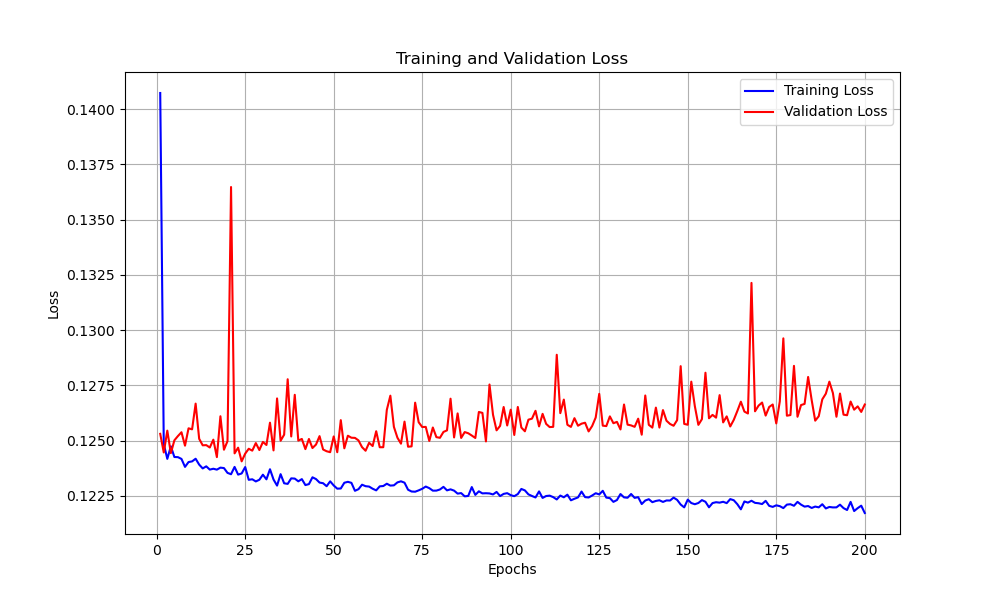 Training and Validation Loss
Training Loss
Validation Loss
0.1400
0.1375
0.1350
0.1325
0.1300
0.1275
0.1250
0.1225
Loss
0 25 50 75 100 125 150 175 200
Epochs